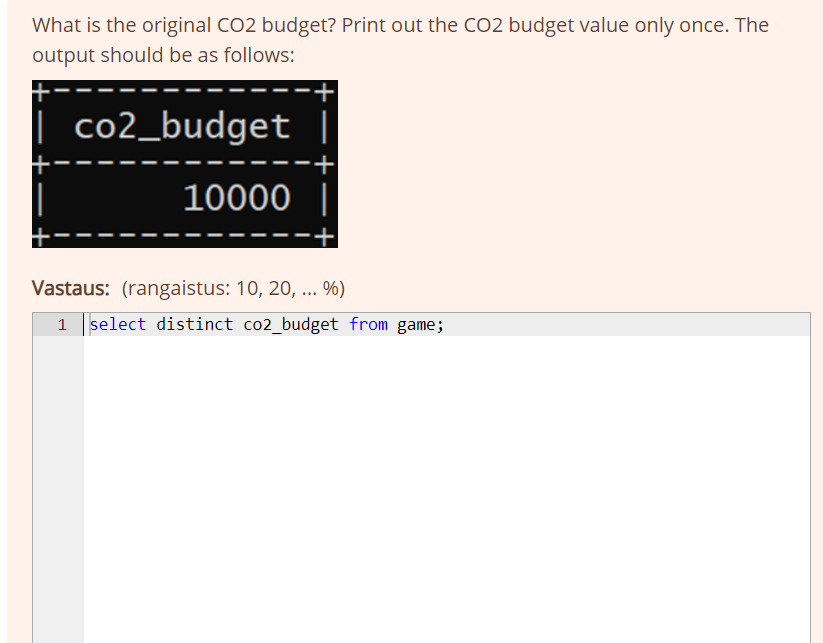 What is the original CO2 budget? Print out the CO2 budget value only once. The
output should be as follows:
+------------+
| co2_budget |
+------------+
|      10000 |
+------------+
Vastaus: (rangaistus: 10, 20, ... %)
1 select distinct co2_budget from game;